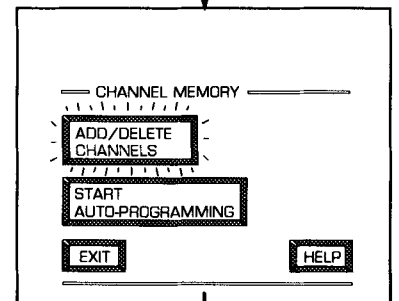 CHANNEL MEMORY
ADD/DELETE
CHANNELS
START
AUTO-PROGRAMMING
EXIT HELP